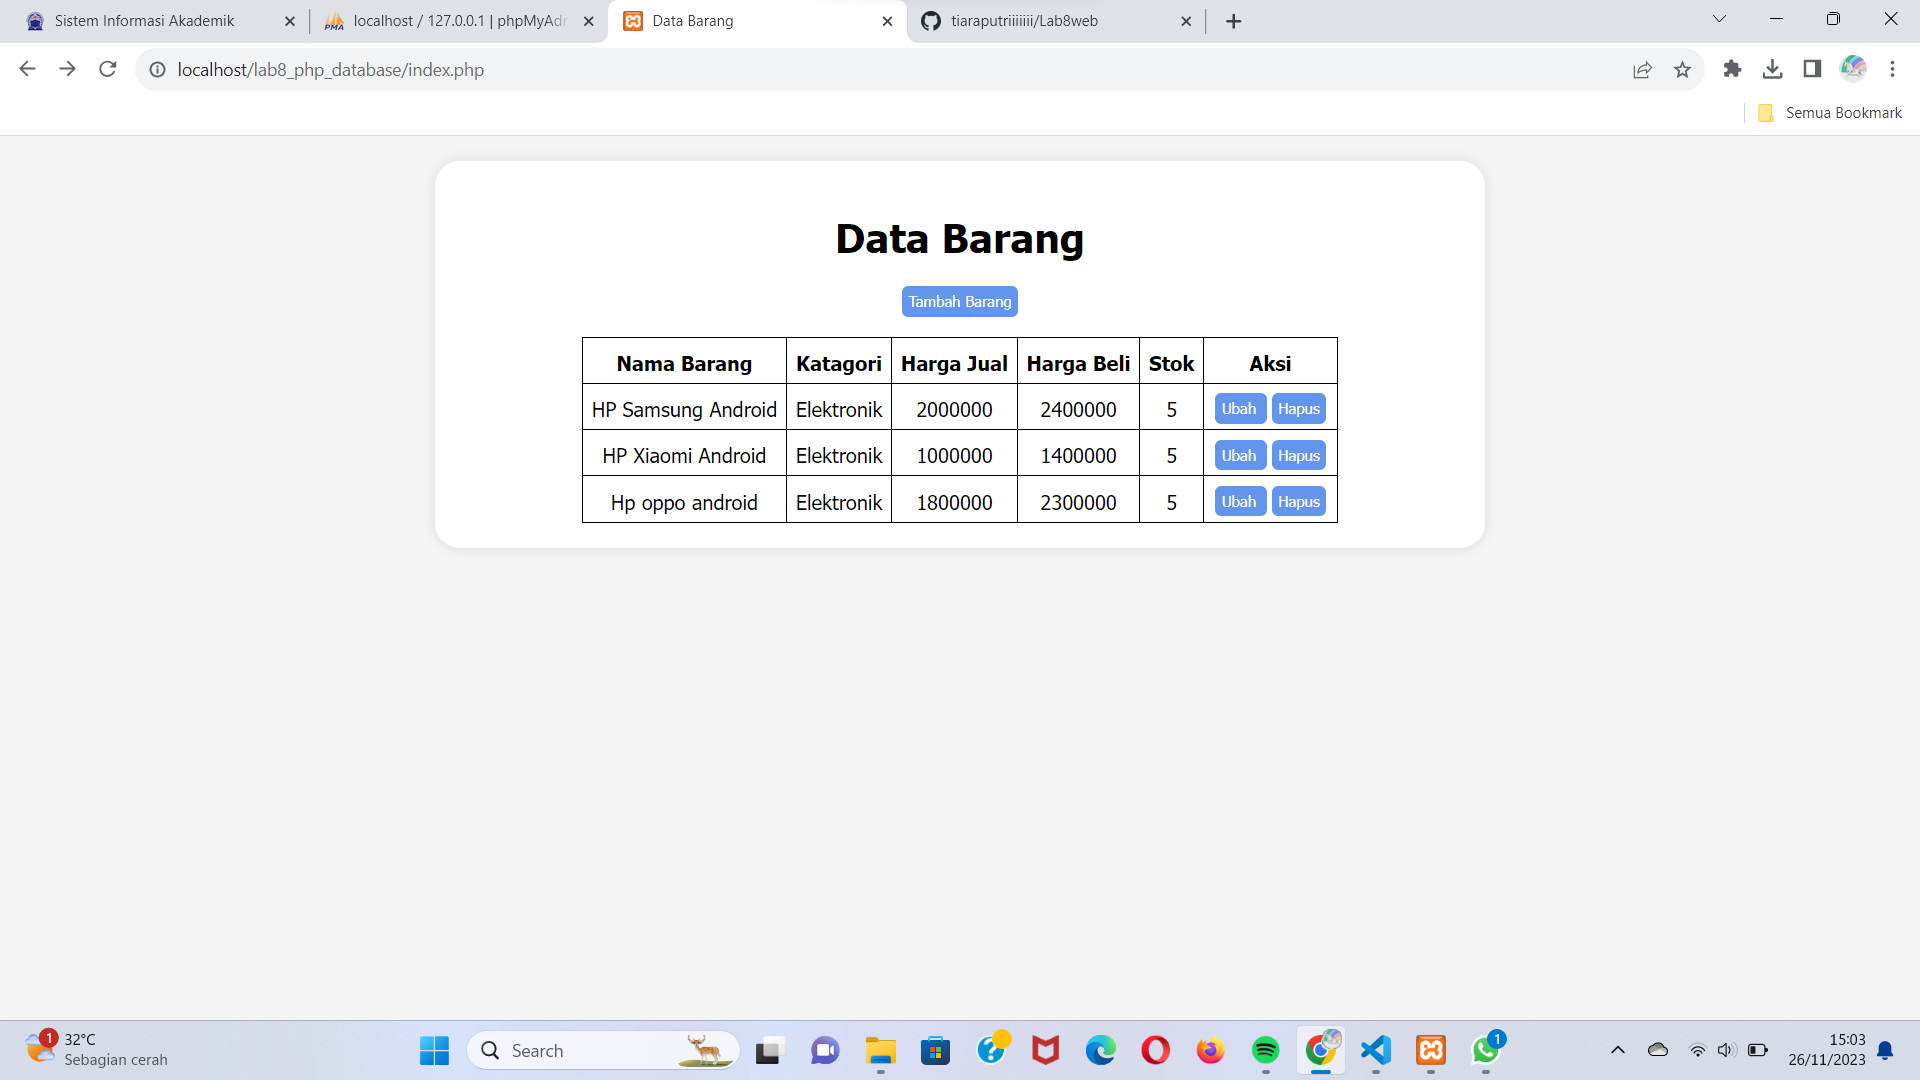 Sistem Informasi Akademik
localhost / 127.0.0.1 | phpMyAdr
Data Barang
tiaraputriiiiiiii/Lab8web
localhost/lab8_php_database/index.php
Semua Bookmark
Data Barang
Tambah Barang
Nama Barang Katagori Harga Jual Harga Beli Stok Aksi
HP Samsung Android Elektronik 2000000 2400000 5 Ubah Hapus
HP Xiaomi Android Elektronik 1000000 1400000 5 Ubah Hapus
Hp oppo android Elektronik 1800000 2300000 5 Ubah Hapus
1
32°C
Sebagian cerah
Search
1
15:03
26/11/2023